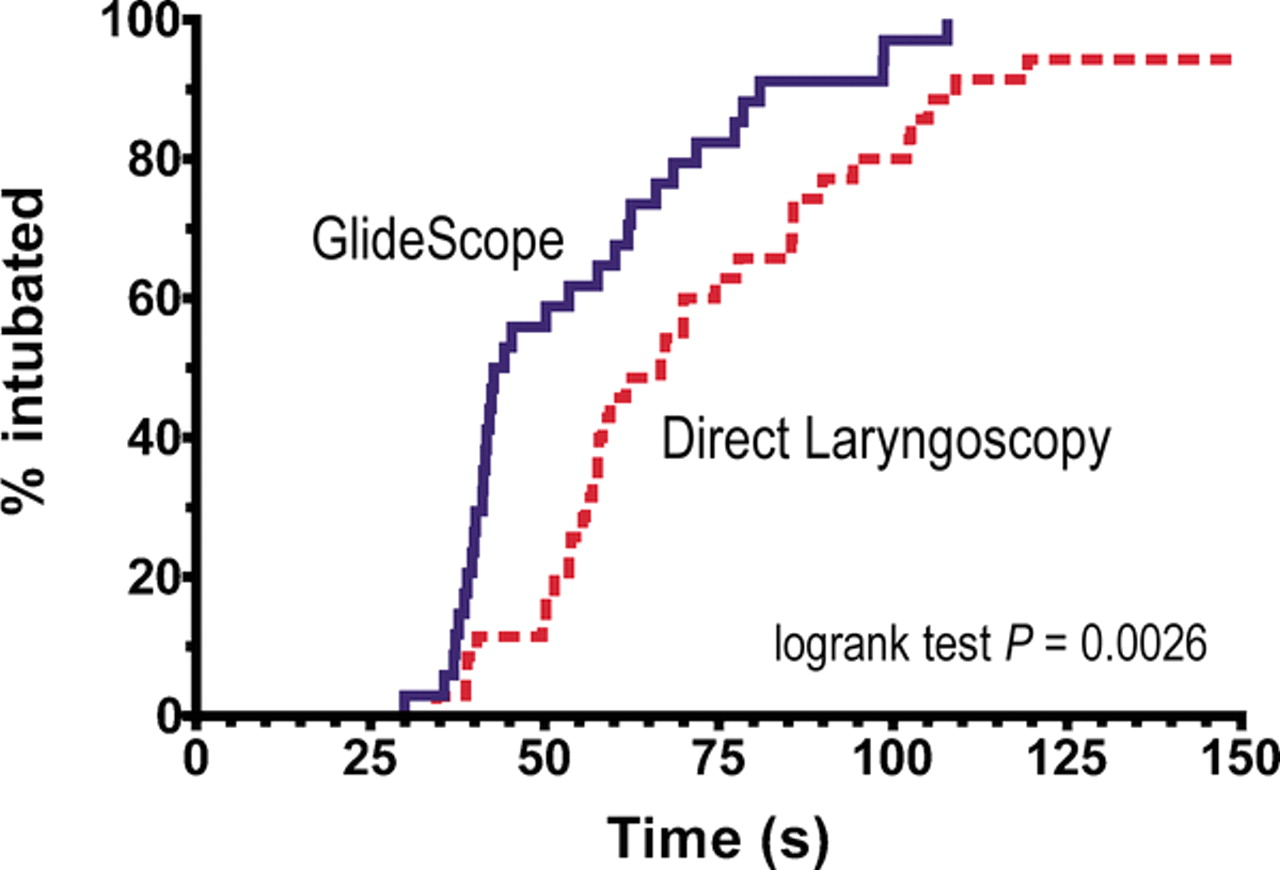 100
80
60
40
20
0
% intubated
GlideScope
Direct Laryngoscopy
logrank test P = 0.0026
0 25 50 75 100 125 150
Time (s)